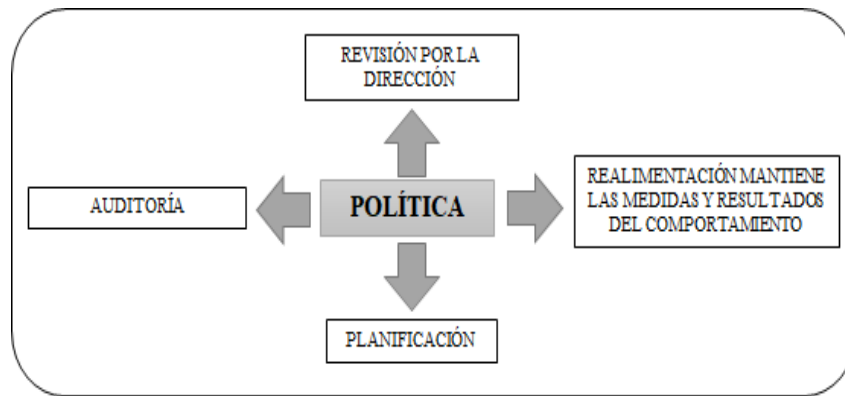 REVISIÓN POR LA
DIRECCIÓN
AUDITORÍA
POLÍTICA
REALIMENTACIÓN MANTIENE
LAS MEDIDAS Y RESULTADOS
DEL COMPORTAMIENTO
PLANIFICACIÓN